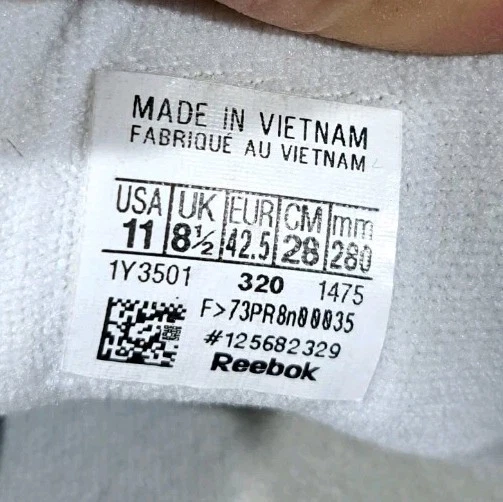 MADE IN VIETNAM
FABRIQUÉ AU VIETNAM
USA UK EUR CM mm
11 8½ 42.5 28 280
1Y3501 320 1475
F>73PR8n00035
#125682329
Reebok